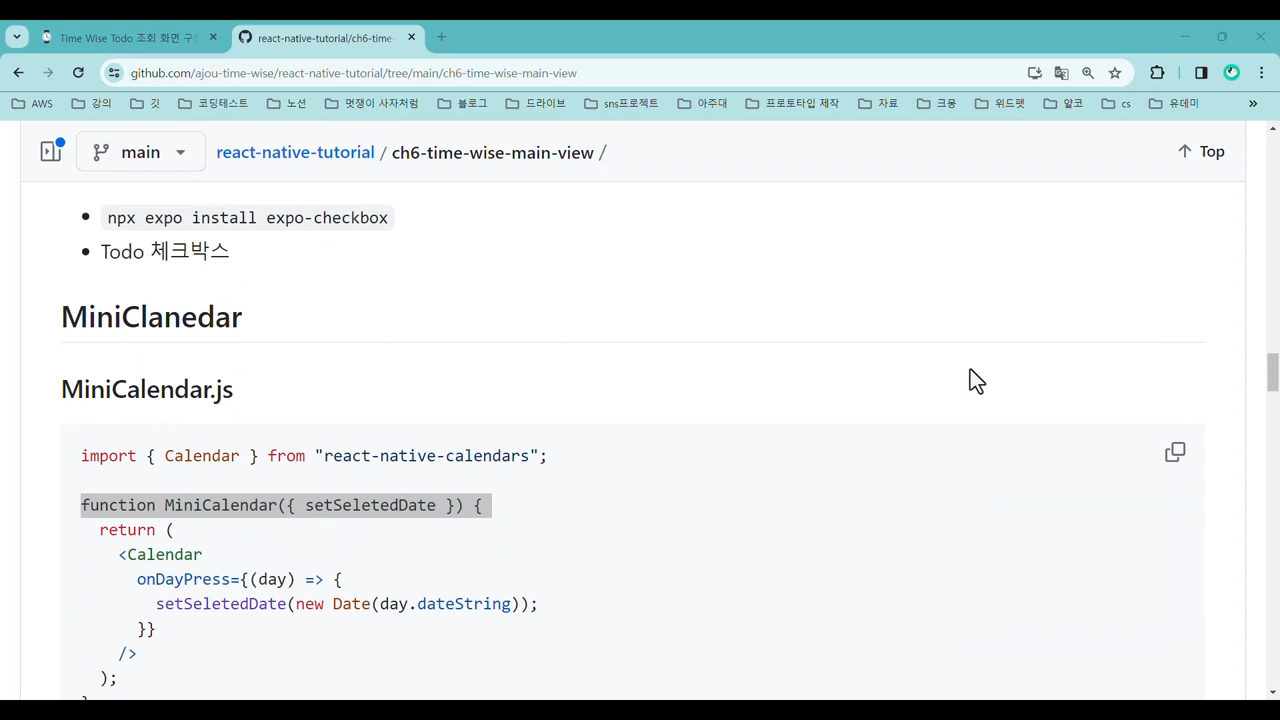 Time Wise Todo 조회 화면 구
react-native-tutorial/ch6-time-
github.com/ajou-time-wise/react-native-tutorial/tree/main/ch6-time-wise-main-view
AWS 강의 깃 코딩테스트 노션 멋쟁이 사자처럼 블로그 드라이브 sns프로젝트 아주대 프로토타입 제작 자료 크몽 위드펫 얄코 cs 유데미 »
main react-native-tutorial / ch6-time-wise-main-view / Top
npx expo install expo-checkbox
Todo 체크박스
MiniClanedar
MiniCalendar.js
import { Calendar } from "react-native-calendars";
function MiniCalendar({ setSeletedDate }) {
return (
<Calendar
onDayPress={(day) => {
setSeletedDate(new Date(day.dateString));
}}
/>
);